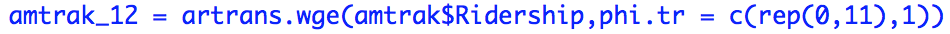 amtrak_12 = artrans.wge(amtrak$Ridership,phi.tr = c(rep(0,11),1))